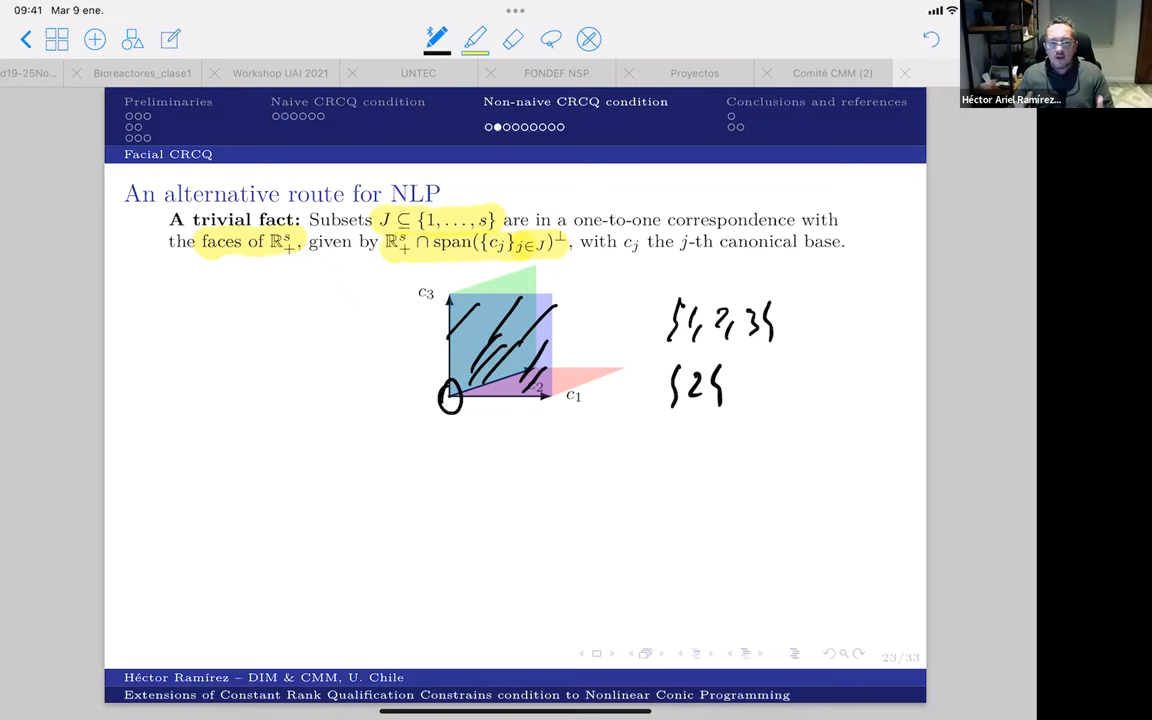 09:41 Mar 9 ene.
d19-25No... Bioreactores_clase1 Workshop UAI 2021 UNTEC FONDEF NSP Proyectos Comité CMM (2)
Héctor Ariel Ramírez...
Preliminaries Naive CRCQ condition Non-naive CRCQ condition Conclusions and references
Facial CRCQ
An alternative route for NLP
A trivial fact: Subsets J ⊆ {1, . . . , s} are in a one-to-one correspondence with
the faces of ℝ₊ˢ, given by ℝ₊ˢ ∩ span({c_j}_{j∈J})^⊥, with c_j the j-th canonical base.
c₃
{1, 2, 3}
{2}
c₂
c₁
23/33
Héctor Ramírez – DIM & CMM, U. Chile
Extensions of Constant Rank Qualification Constrains condition to Nonlinear Conic Programming